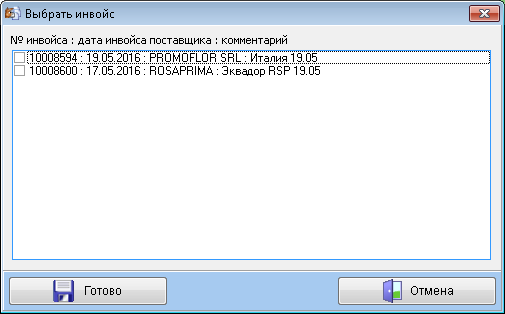 Выбрать инвойс
№ инвойса : дата инвойса поставщика : комментарий
10008594 : 19.05.2016 : PROMOFLOR SRL : Италия 19.05
10008600 : 17.05.2016 : ROSAPRIMA : Эквадор RSP 19.05
Готово
Отмена